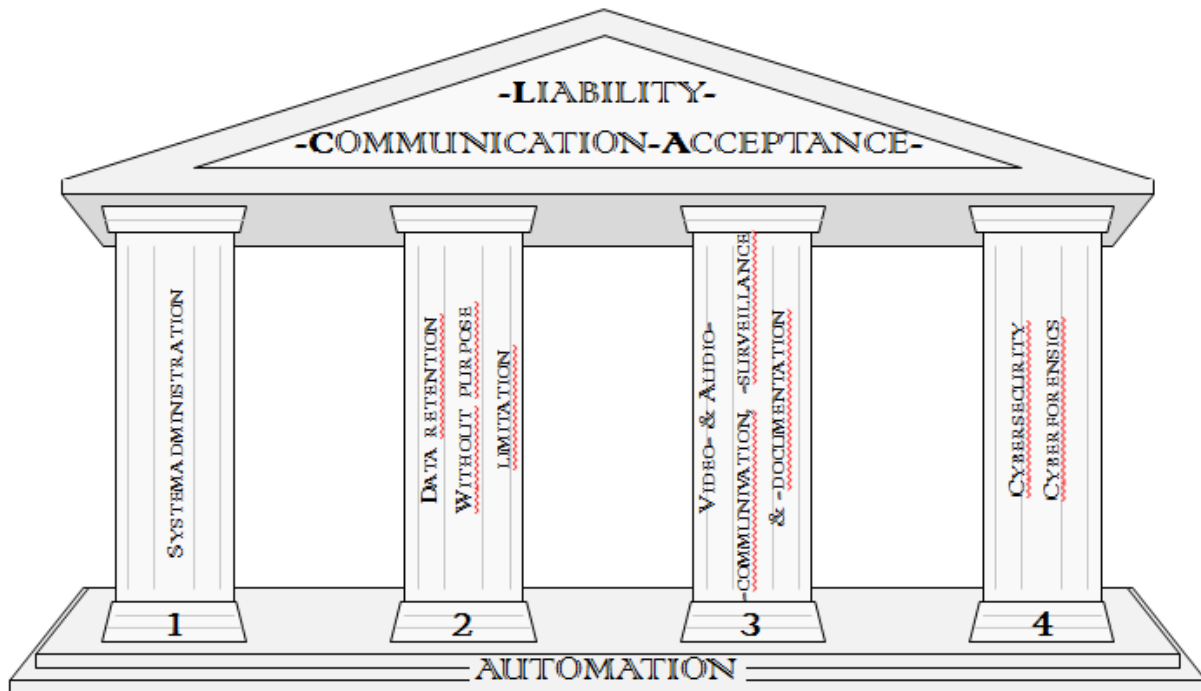 -LIABILITY-
-COMMUNICATION-ACCEPTANCE-
SYSTEMADMINISTRATION
DATA RETENTION
WITHOUT PURPOSE
LIMITATION
VIDEO- & AUDIO-
-COMMUNIVATION, -SURVEILLANCE
& -DOCUMENTATION
CYBERSECURITY
CYBERFORENSICS
1
2
3
4
AUTOMATION